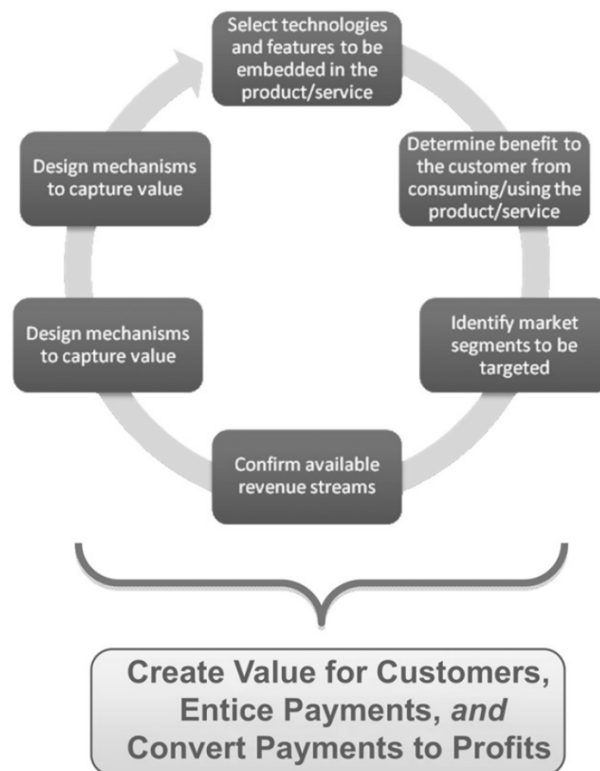 Select technologies
and features to be
embedded in the
product/service
Determine benefit to
the customer from
consuming/using the
product/service
Identify market
segments to be
targeted
Confirm available
revenue streams
Design mechanisms
to capture value
Design mechanisms
to capture value
Create Value for Customers,
Entice Payments, and
Convert Payments to Profits